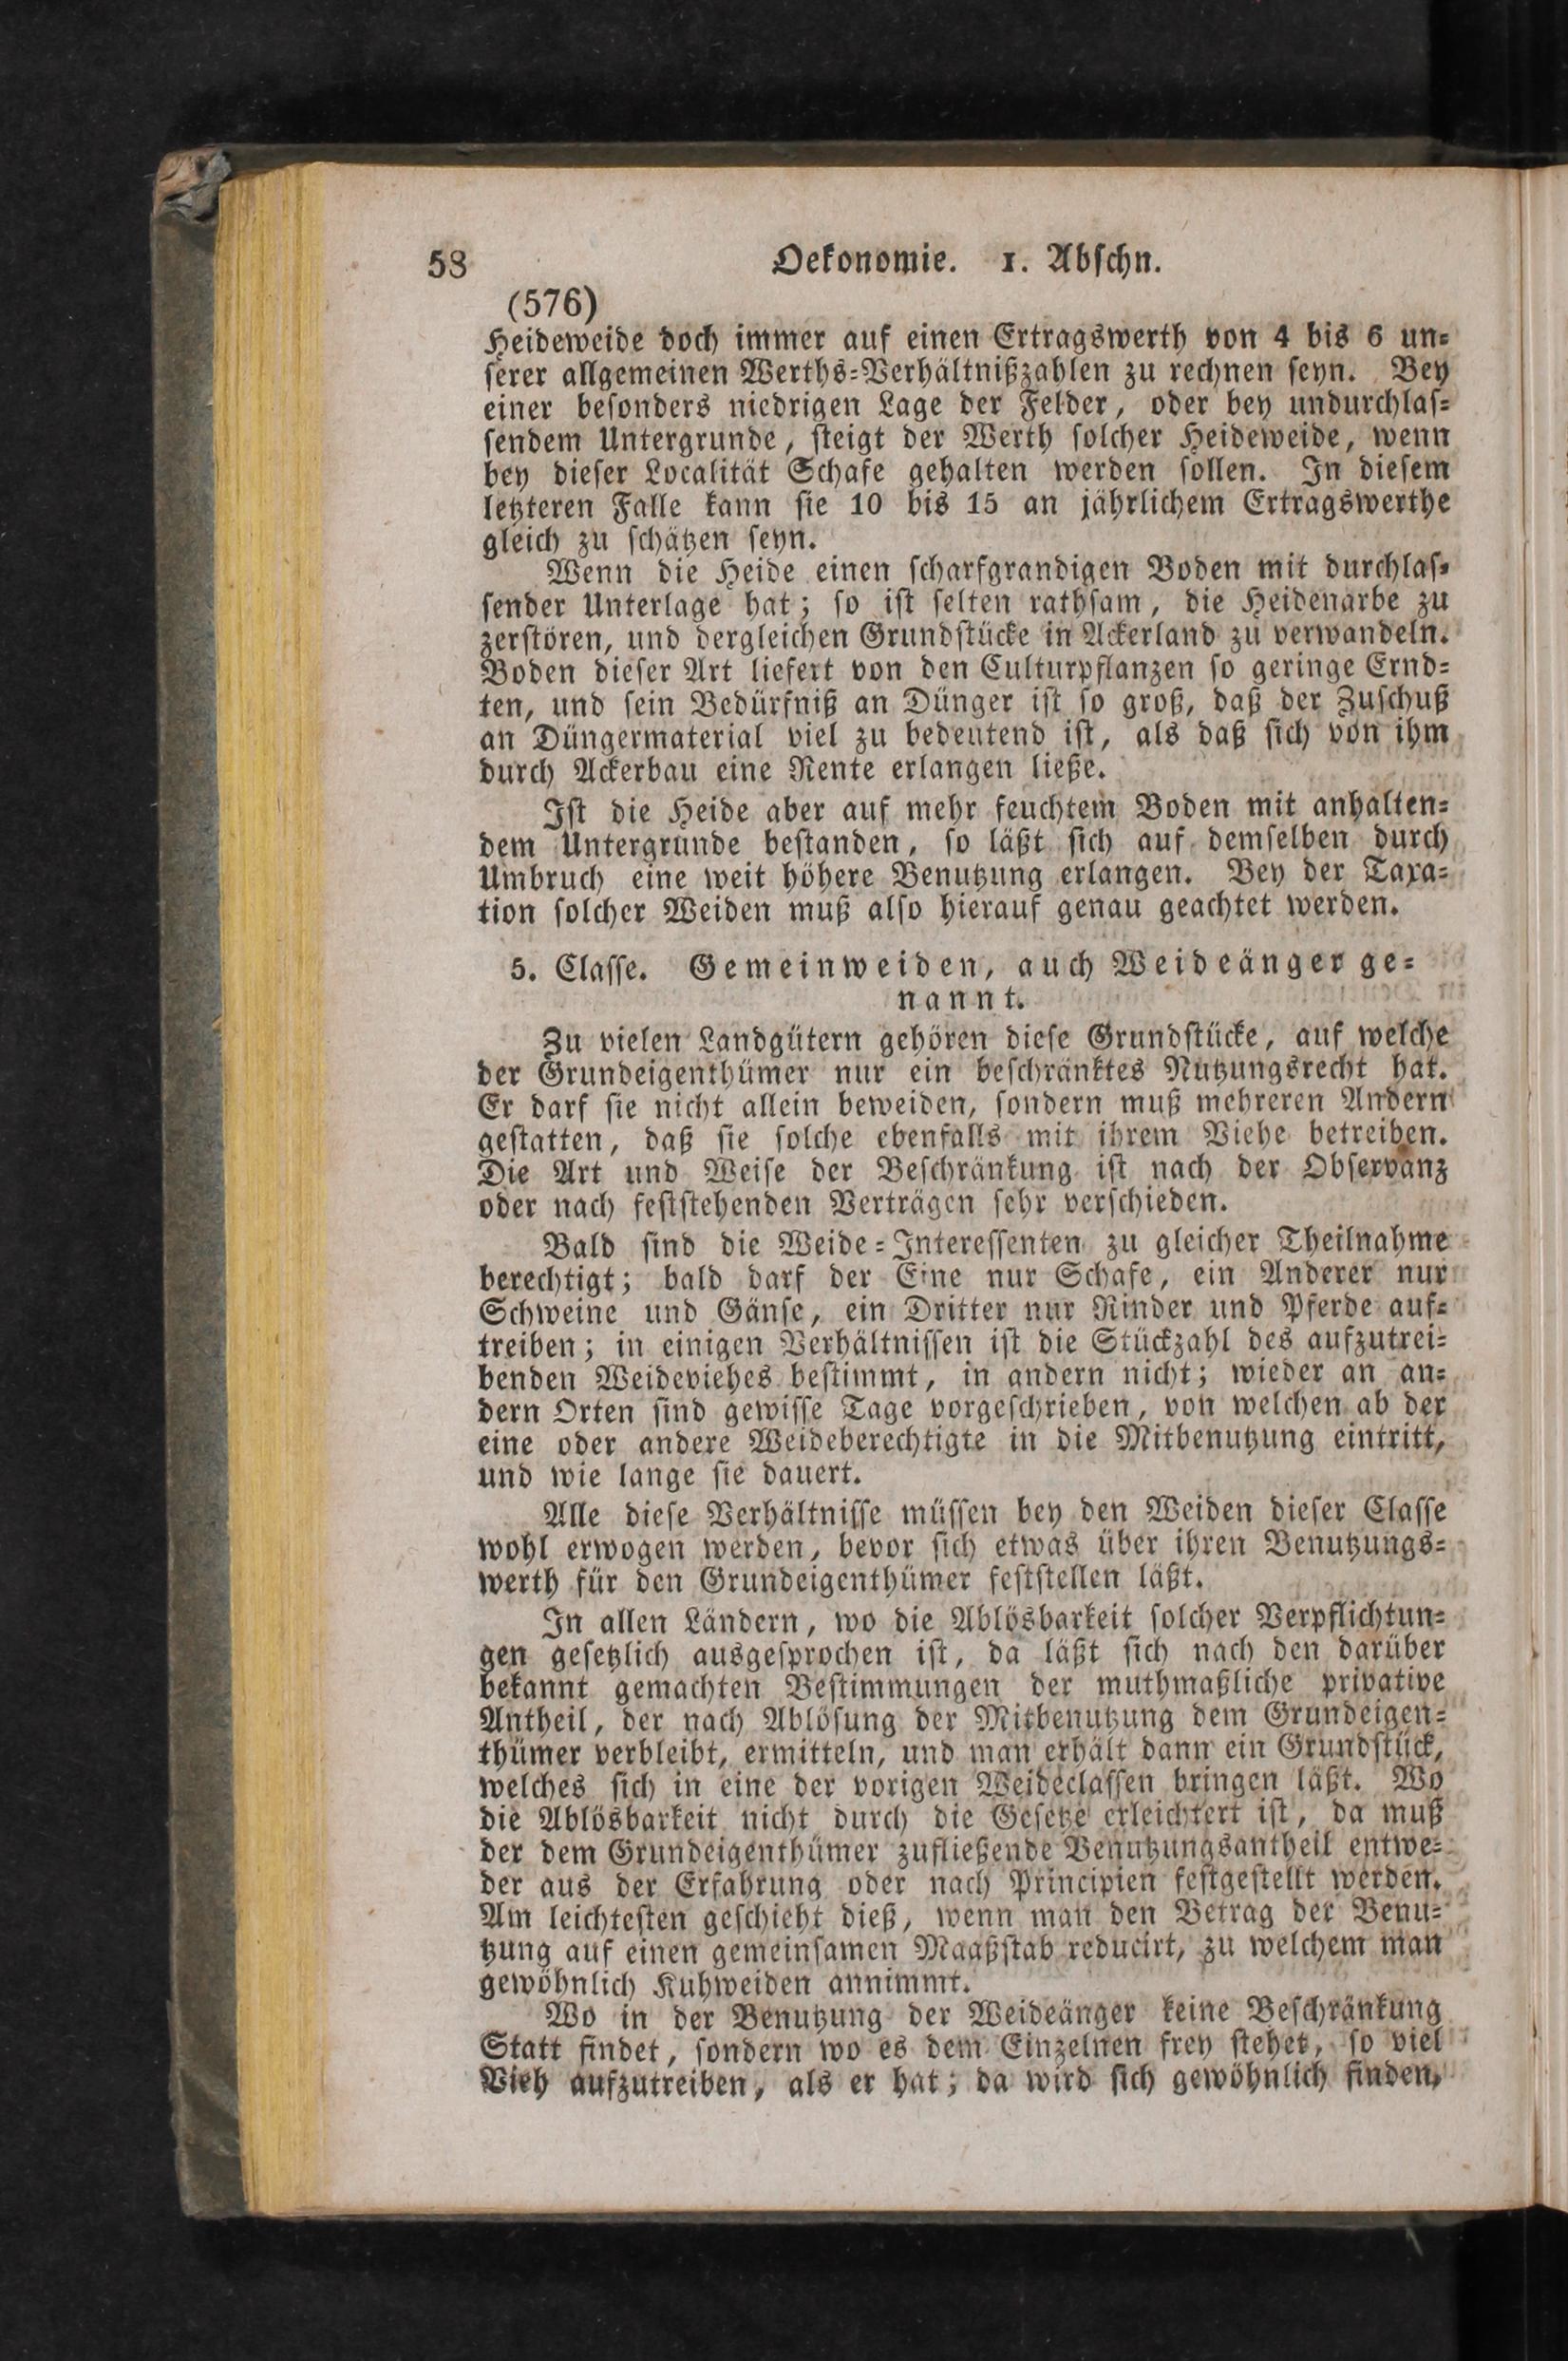 58 Oekonomie. 1. Abschn.
(576)
Heideweide doch immer auf einen Ertragswerth von 4 bis 6 un=
serer allgemeinen Werths=Verhältnißzahlen zu rechnen seyn. Bey
einer besonders niedrigen Lage der Felder, oder bey undurchlas=
sendem Untergrunde, steigt der Werth solcher Heideweide, wenn
bey dieser Localität Schafe gehalten werden sollen. In diesem
letzteren Falle kann sie 10 bis 15 an jährlichem Ertragswerthe
gleich zu schätzen seyn.
Wenn die Heide einen scharfgrandigen Boden mit durchlas=
sender Unterlage hat; so ist selten rathsam, die Heidenarbe zu
zerstören, und dergleichen Grundstücke in Ackerland zu verwandeln.
Boden dieser Art liefert von den Culturpflanzen so geringe Ernd=
ten, und sein Bedürfniß an Dünger ist so groß, daß der Zuschuß
an Düngermaterial viel zu bedeutend ist, als daß sich von ihm
durch Ackerbau eine Rente erlangen ließe.
Ist die Heide aber auf mehr feuchtem Boden mit anhalten=
dem Untergrunde bestanden, so läßt sich auf demselben durch
Umbruch eine weit höhere Benutzung erlangen. Bey der Taxa=
tion solcher Weiden muß also hierauf genau geachtet werden.
5. Classe. Gemeinweiden, auch Weideänger ge=
nannt.
Zu vielen Landgütern gehören diese Grundstücke, auf welche
der Grundeigenthümer nur ein beschränktes Nutzungsrecht hat.
Er darf sie nicht allein beweiden, sondern muß mehreren Andern
gestatten, daß sie solche ebenfalls mit ihrem Viehe betreiben.
Die Art und Weise der Beschränkung ist nach der Observanz
oder nach feststehenden Verträgen sehr verschieden.
Bald sind die Weide=Interessenten zu gleicher Theilnahme
berechtigt; bald darf der Eine nur Schafe, ein Anderer nur
Schweine und Gänse, ein Dritter nur Rinder und Pferde auf=
treiben; in einigen Verhältnissen ist die Stückzahl des aufzutrei=
benden Weideviehes bestimmt, in andern nicht; wieder an an=
dern Orten sind gewisse Tage vorgeschrieben, von welchen ab der
eine oder andere Weideberechtigte in die Mitbenutzung eintritt,
und wie lange sie dauert.
Alle diese Verhältnisse müssen bey den Weiden dieser Classe
wohl erwogen werden, bevor sich etwas über ihren Benutzungs=
werth für den Grundeigenthümer feststellen läßt.
In allen Ländern, wo die Ablösbarkeit solcher Verpflichtun=
gen gesetzlich ausgesprochen ist, da läßt sich nach den darüber
bekannt gemachten Bestimmungen der muthmaßliche privative
Antheil, der nach Ablösung der Mitbenutzung dem Grundeigen=
thümer verbleibt, ermitteln, und man erhält dann ein Grundstück,
welches sich in eine der vorigen Weideclassen bringen läßt. Wo
die Ablösbarkeit nicht durch die Gesetze erleichtert ist, da muß
der dem Grundeigenthümer zufließende Benutzungsantheil entwe=
der aus der Erfahrung oder nach Principien festgestellt werden.
Am leichtesten geschieht dieß, wenn man den Betrag der Benu=
tzung auf einen gemeinsamen Maaßstab reducirt, zu welchem man
gewöhnlich Kuhweiden annimmt.
Wo in der Benutzung der Weideänger keine Beschränkung
Statt findet, sondern wo es dem Einzelnen frey stehet, so viel
Vieh aufzutreiben, als er hat; da wird sich gewöhnlich finden,